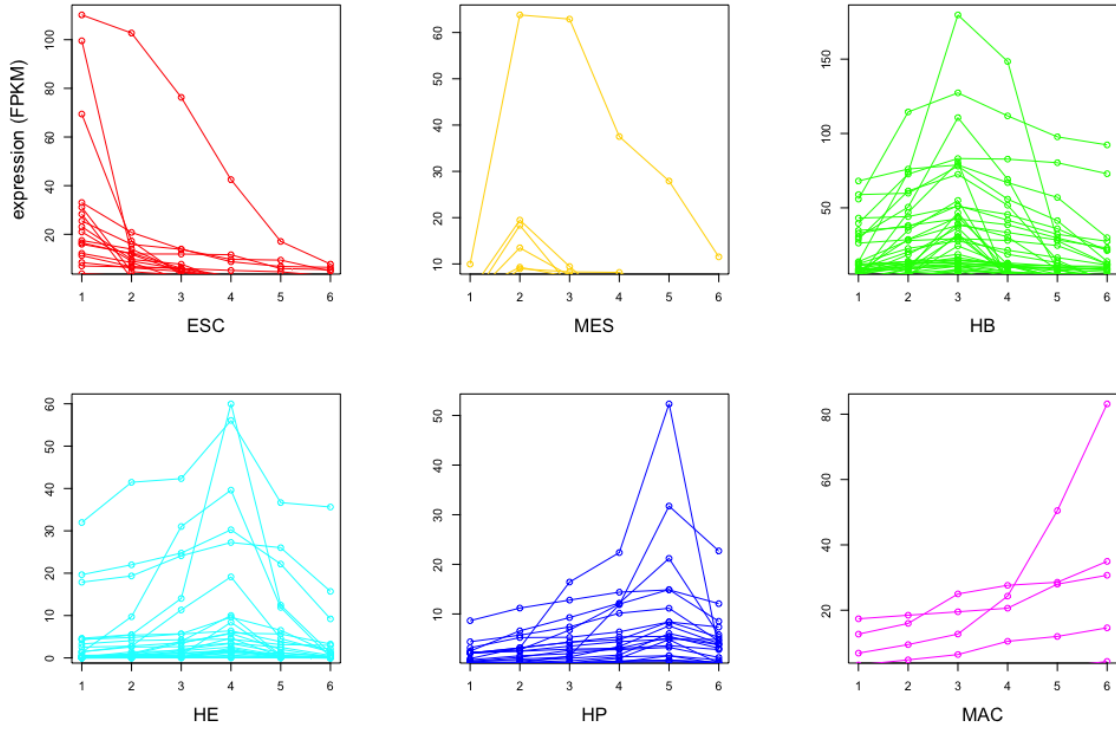 expression (FPKM)
20 40 60 80 100
1 2 3 4 5 6
ESC
10 20 30 40 50 60
1 2 3 4 5 6
MES
50 100 150
1 2 3 4 5 6
HB
0 10 20 30 40 50 60
1 2 3 4 5 6
HE
10 20 30 40 50
1 2 3 4 5 6
HP
20 40 60 80
1 2 3 4 5 6
MAC